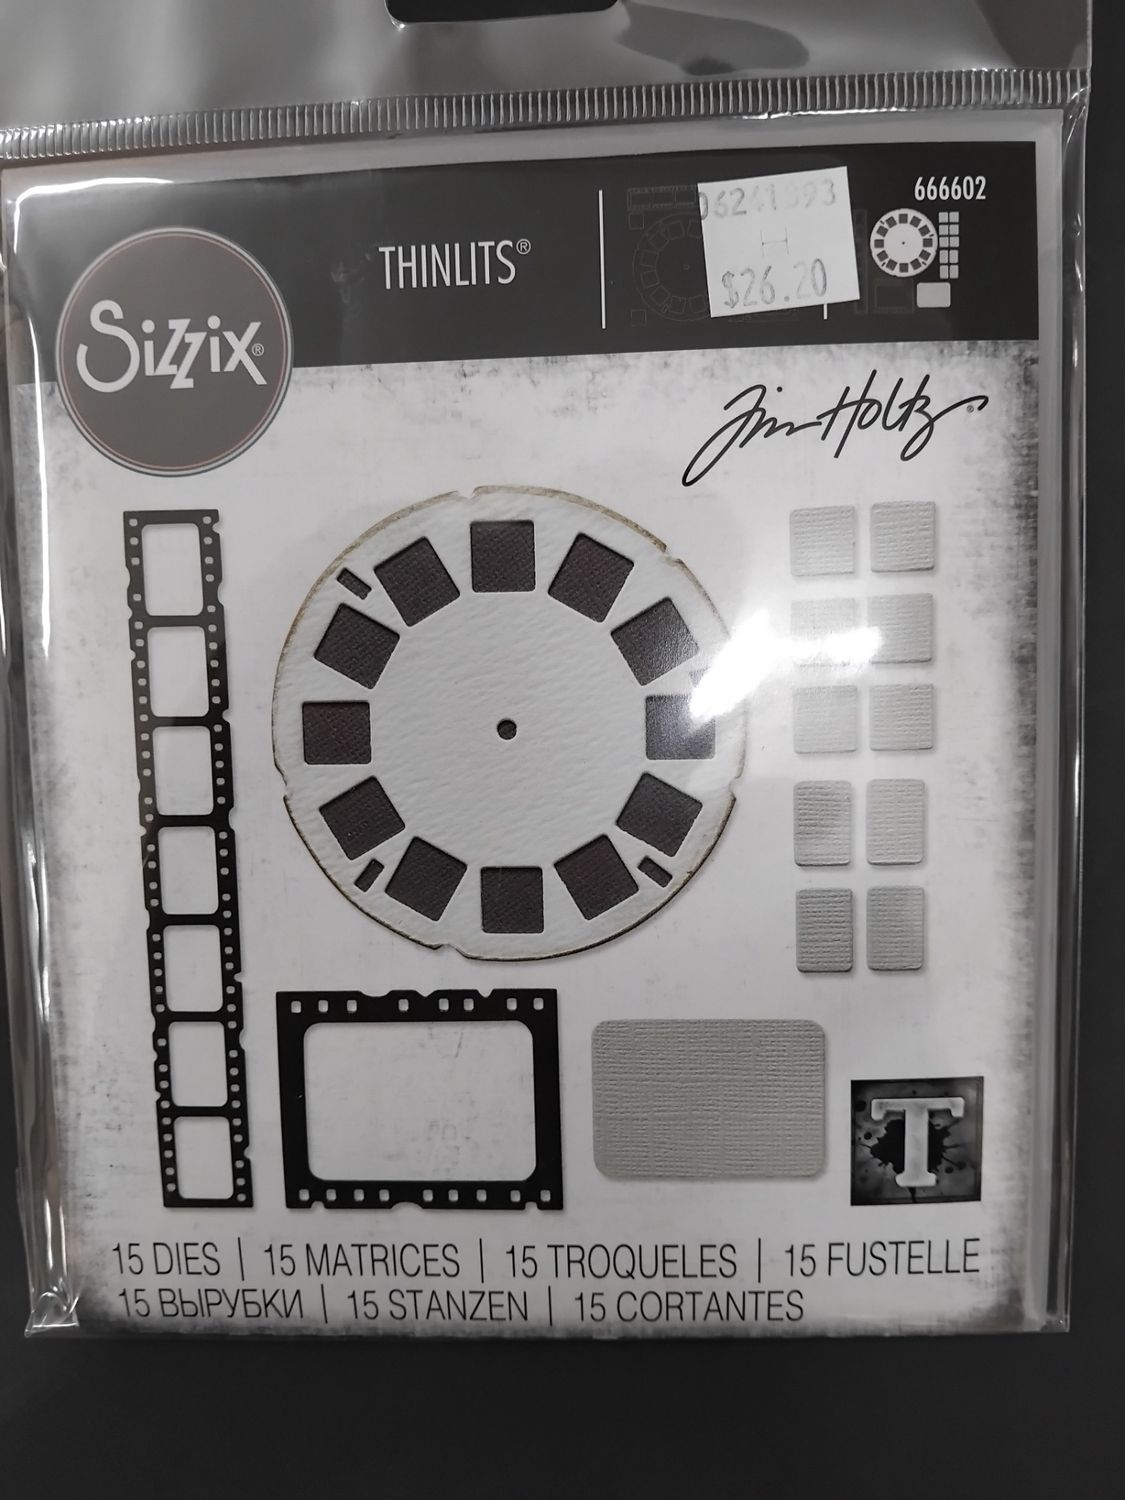 666602
06241993
H
$26.20
THINLITS®
Sizzix®
Tim Holtz®
T
15 DIES | 15 MATRICES | 15 TROQUELES | 15 FUSTELLE
15 ВЫРУБКИ | 15 STANZEN | 15 CORTANTES